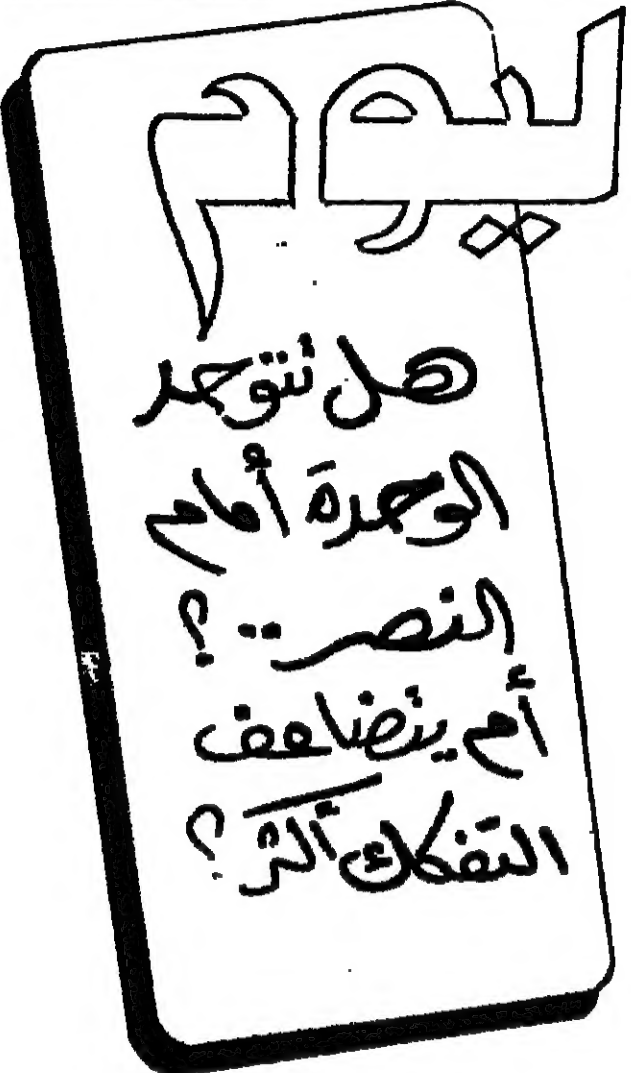 يوم
هل تتوحد
الوحدة أمام
النصر .. ؟
أم يتضاعف
التفكك أكثر ؟